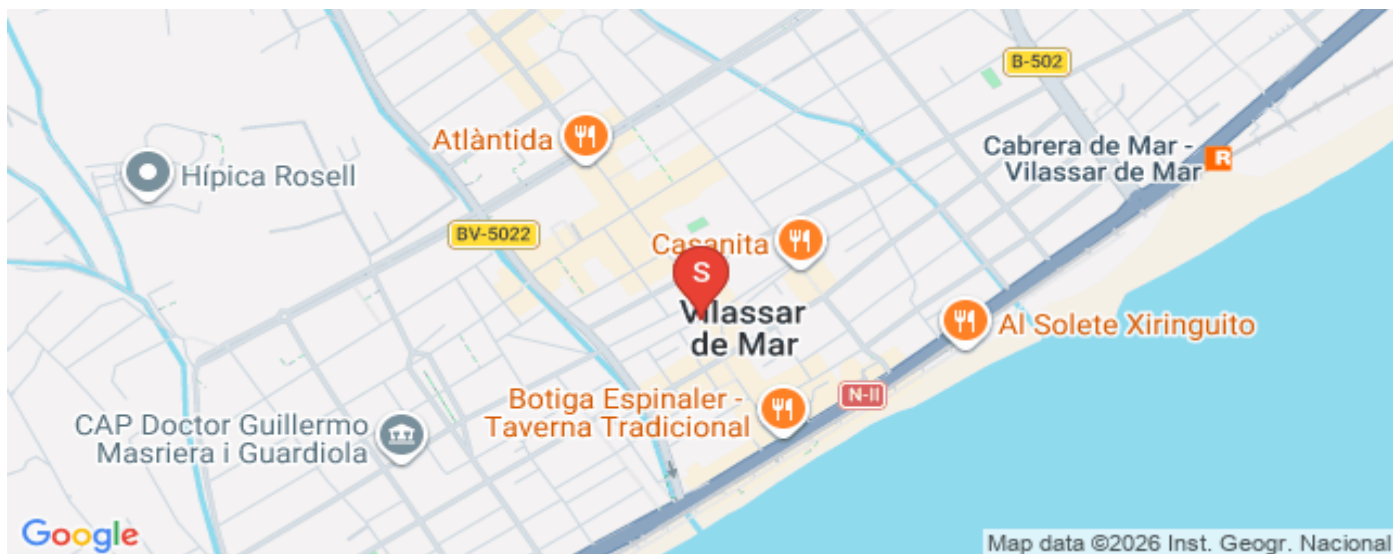 B-502
Atlàntida
Cabrera de Mar -
Vilassar de Mar
R
Hípica Rosell
BV-5022
Casanita
S
Vilassar
de Mar
Al Solete Xiringuito
Botiga Espinaler -
Taverna Tradicional
N-II
CAP Doctor Guillermo
Masriera i Guardiola
Google
Map data ©2026 Inst. Geogr. Nacional